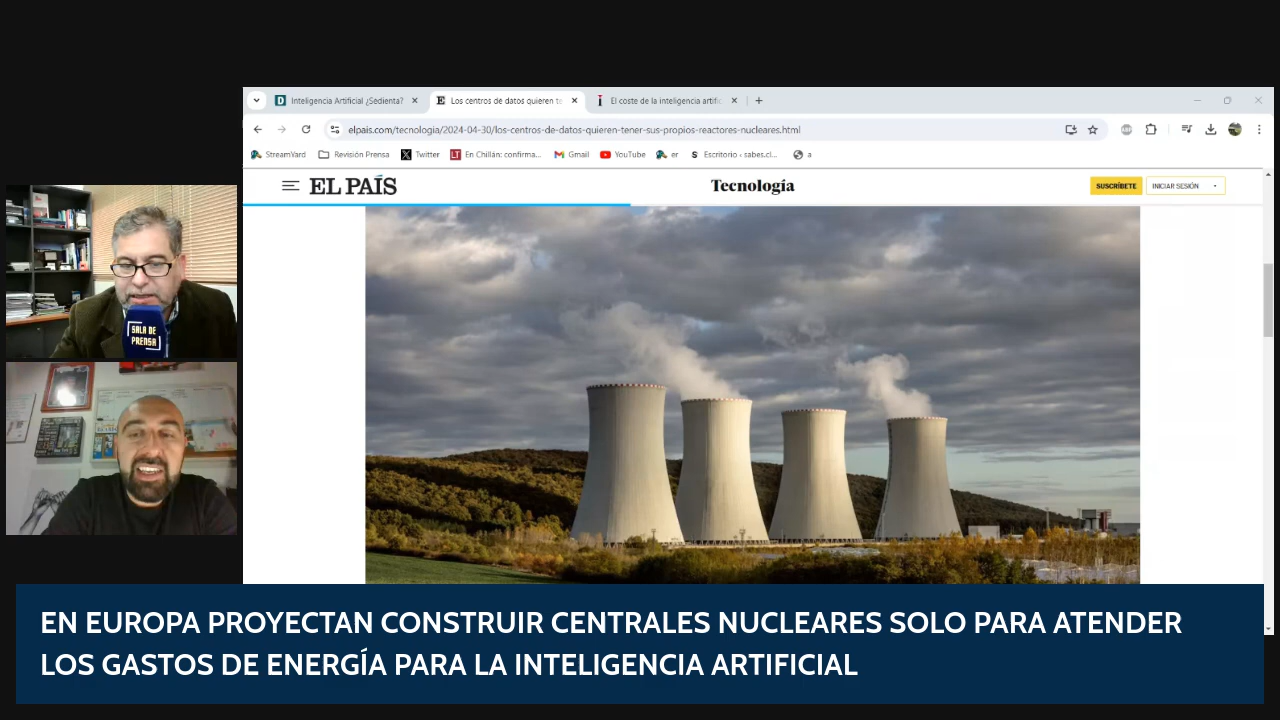 Inteligencia Artificial ¿Sedienta?
Los centros de datos quieren te
El coste de la inteligencia artific
elpais.com/tecnologia/2024-04-30/los-centros-de-datos-quieren-tener-sus-propios-reactores-nucleares.html
StreamYard
Revisión Prensa
Twitter
En Chillán: confirma...
Gmail
YouTube
er
Escritorio ‹ sabes.cl...
a
EL PAÍS
Tecnología
SUSCRÍBETE
INICIAR SESIÓN
SALA DE
PRENSA
EN EUROPA PROYECTAN CONSTRUIR CENTRALES NUCLEARES SOLO PARA ATENDER
LOS GASTOS DE ENERGÍA PARA LA INTELIGENCIA ARTIFICIAL